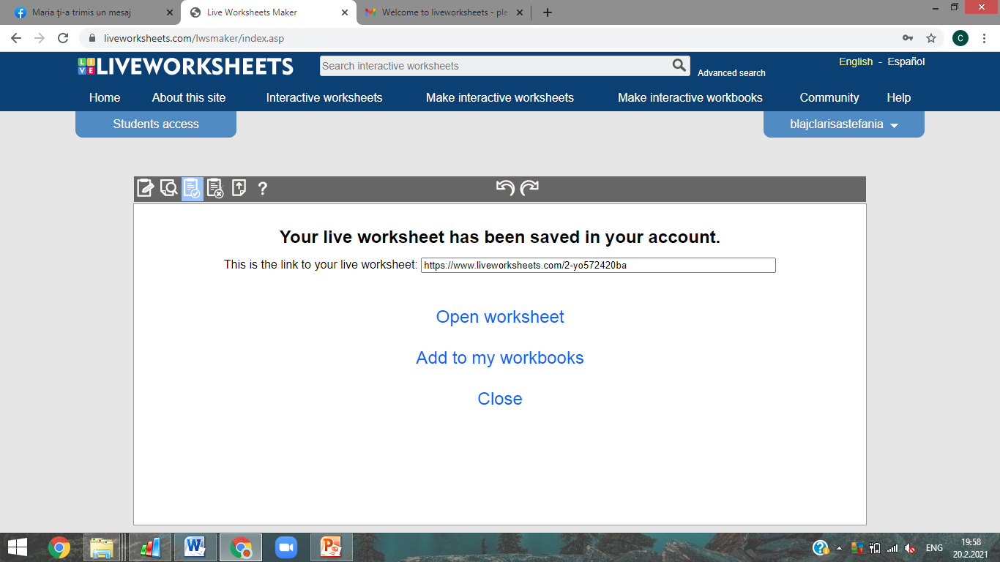 Maria ți-a trimis un mesaj
Live Worksheets Maker
Welcome to liveworksheets - ple
liveworksheets.com/lwsmaker/index.asp
C
LIVE LIVEWORKSHEETS
Search interactive worksheets
Advanced search
English - Español
Home About this site Interactive worksheets Make interactive worksheets Make interactive workbooks Community Help
Students access
blajclarisastefania
?
Your live worksheet has been saved in your account.
This is the link to your live worksheet: https://www.liveworksheets.com/2-yo572420ba
Open worksheet
Add to my workbooks
Close
ENG
19:58
20.2.2021